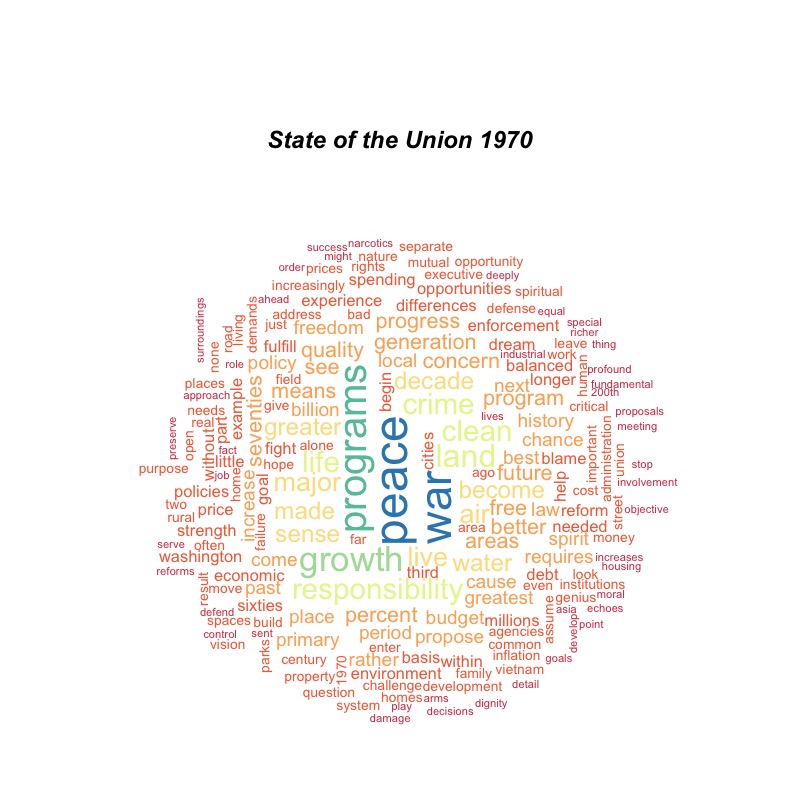 State of the Union 1970
success narcotics separate
might nature mutual opportunity
order prices rights executive deeply
increasingly spending opportunities spiritual
surroundings ahead experience differences defense equal
demands address bad progress enforcement special
road living just freedom generation dream richer
none fulfill quality local concern industrial leave thing
role policy see decade work balanced profound
places field means begin next longer human fundamental
approach example give billion crime program critical 200th
needs seventies greater programs peace lives history proposals
preserve real part without fight alone cities clean chance meeting
open fact little life land best blame important administration union
purpose job hope major war ago future stop
policies home goal become help cost involvement
two price increase made air free law reform street objective
rural strength failure sense area better needed
serve often far areas spirit money
washington come growth live water requires increases
reforms economic third cause debt look housing
result move past responsibility even institutions
sixties greatest genius moral
defend spaces build place percent budget millions assume asia echoes
control sent primary period propose agencies develop point
vision parks enter common
century 1970 rather basis within inflation goals
property environment family vietnam
question challenge development detail
system homes arms dignity
play decisions
damage